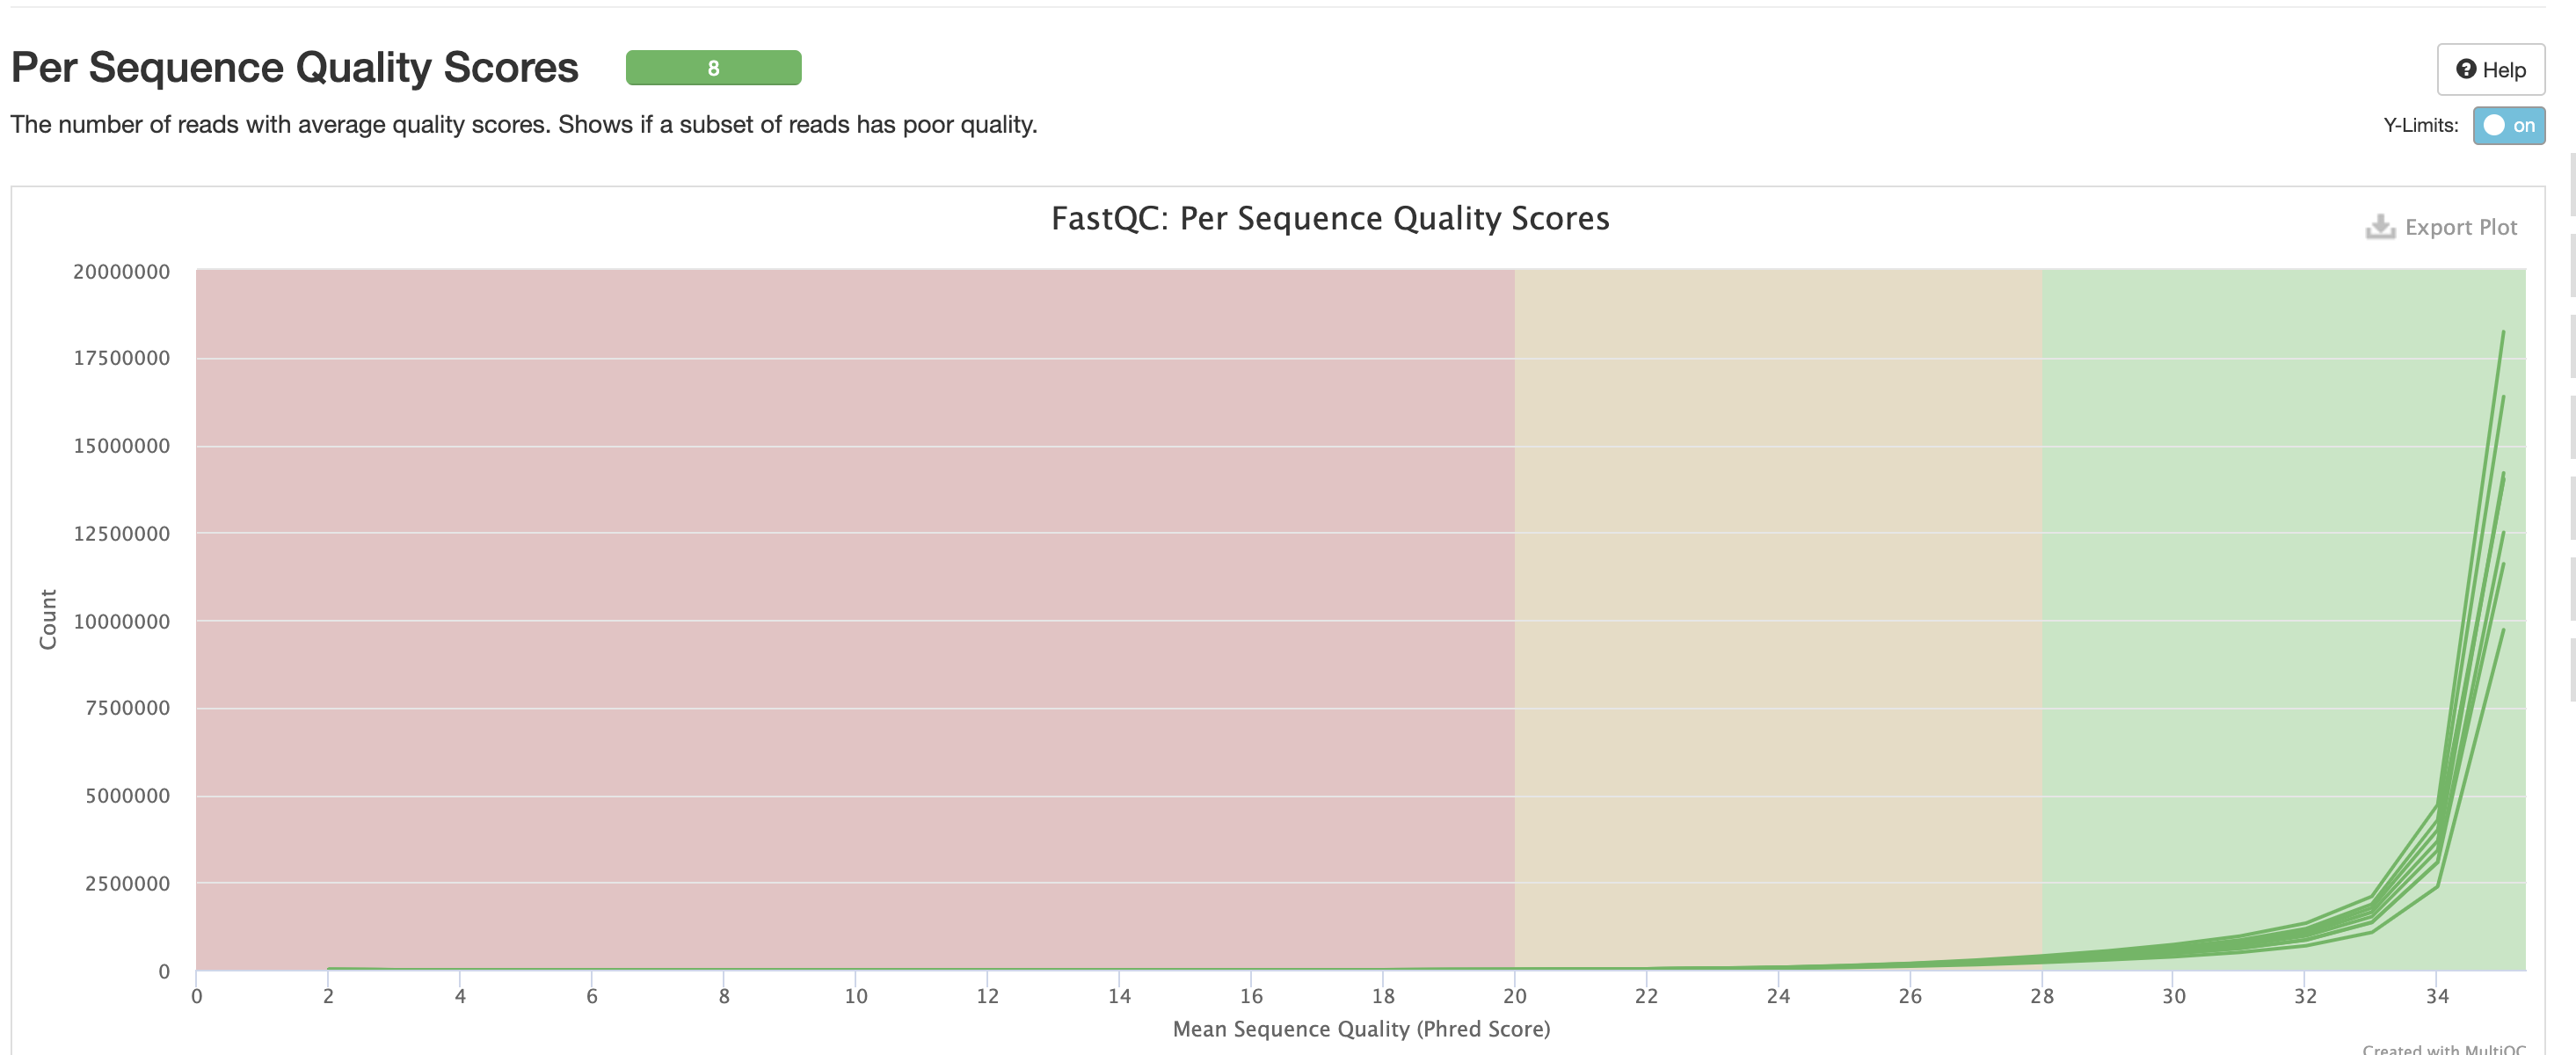 Per Sequence Quality Scores
8
Help
The number of reads with average quality scores. Shows if a subset of reads has poor quality.
Y-Limits: on
FastQC: Per Sequence Quality Scores
Export Plot
20000000
17500000
15000000
12500000
10000000
7500000
5000000
2500000
0
Count
0 2 4 6 8 10 12 14 16 18 20 22 24 26 28 30 32 34
Mean Sequence Quality (Phred Score)
Created with MultiQC